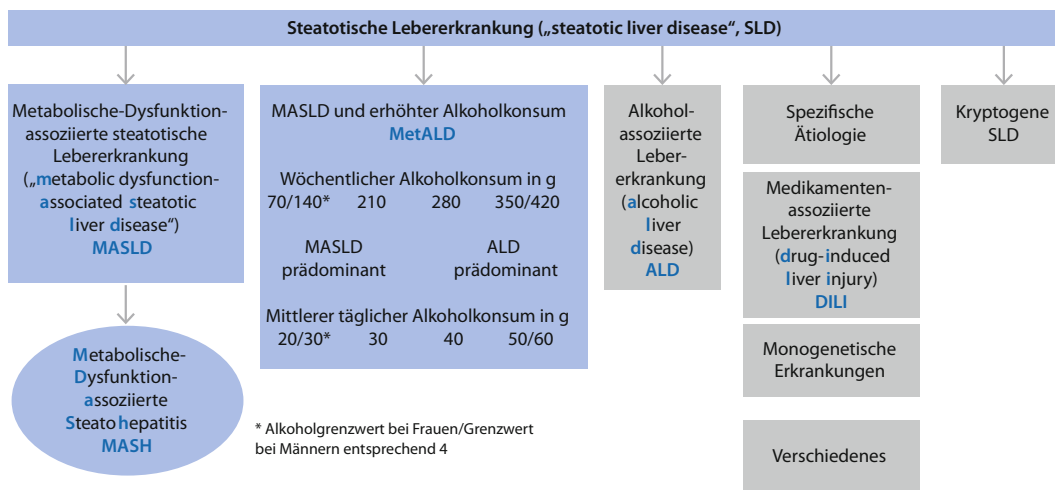 Steatotische Lebererkrankung („steatotic liver disease“, SLD)
Metabolische-Dysfunktion-
assoziierte steatotische
Lebererkrankung
(„metabolic dysfunction-
associated steatotic
liver disease“)
MASLD
Metabolische-
Dysfunktion-
assoziierte
Steatohepatitis
MASH
MASLD und erhöhter Alkoholkonsum
MetALD
Wöchentlicher Alkoholkonsum in g
70/140* 210 280 350/420
MASLD ALD
prädominant prädominant
Mittlerer täglicher Alkoholkonsum in g
20/30* 30 40 50/60
* Alkoholgrenzwert bei Frauen/Grenzwert
bei Männern entsprechend 4
Alkohol-
assoziierte
Leber-
erkrankung
(alcoholic
liver
disease)
ALD
Spezifische
Ätiologie
Medikamenten-
assoziierte
Lebererkrankung
(drug-induced
liver injury)
DILI
Monogenetische
Erkrankungen
Verschiedenes
Kryptogene
SLD